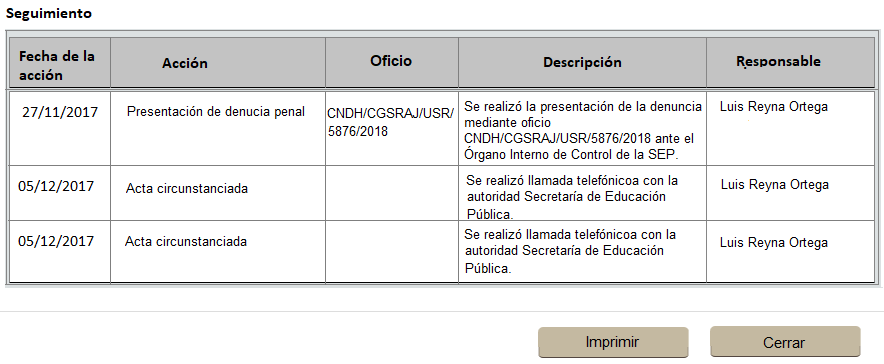 Seguimiento
Fecha de la
acción
Acción
Oficio
Descripción
Responsable
27/11/2017
Presentación de denucia penal
CNDH/CGSRAJ/USR/
5876/2018
Se realizó la presentación de la denuncia
mediante oficio
CNDH/CGSRAJ/USR/5876/2018 ante el
Órgano Interno de Control de la SEP.
Luis Reyna Ortega
05/12/2017
Acta circunstanciada
Se realizó llamada telefónicoa con la
autoridad Secretaría de Educación
Pública.
Luis Reyna Ortega
05/12/2017
Acta circunstanciada
Se realizó llamada telefónicoa con la
autoridad Secretaría de Educación
Pública.
Luis Reyna Ortega
Imprimir
Cerrar